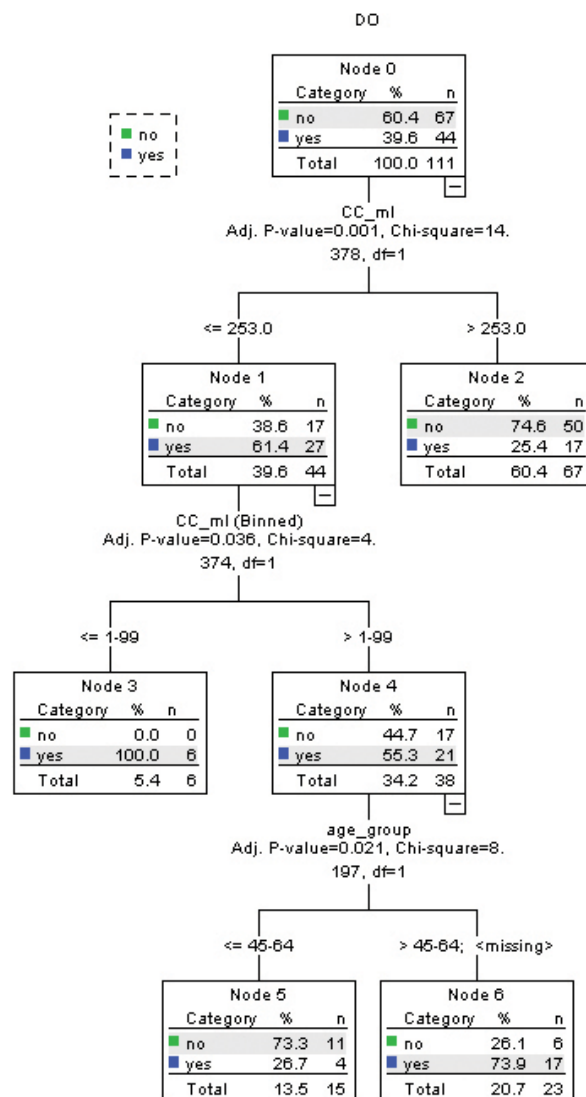 DO
no
yes
Node 0
Category % n
no 60.4 67
yes 39.6 44
Total 100.0 111
CC_ml
Adj. P-value=0.001, Chi-square=14.
378, df=1
<= 253.0
> 253.0
Node 1
Category % n
no 38.6 17
yes 61.4 27
Total 39.6 44
Node 2
Category % n
no 74.6 50
yes 25.4 17
Total 60.4 67
CC_ml (Binned)
Adj. P-value=0.036, Chi-square=4.
374, df=1
<= 1-99
> 1-99
Node 3
Category % n
no 0.0 0
yes 100.0 6
Total 5.4 6
Node 4
Category % n
no 44.7 17
yes 55.3 21
Total 34.2 38
age_group
Adj. P-value=0.021, Chi-square=8.
197, df=1
<= 45-64
> 45-64; <missing>
Node 5
Category % n
no 73.3 11
yes 26.7 4
Total 13.5 15
Node 6
Category % n
no 26.1 6
yes 73.9 17
Total 20.7 23